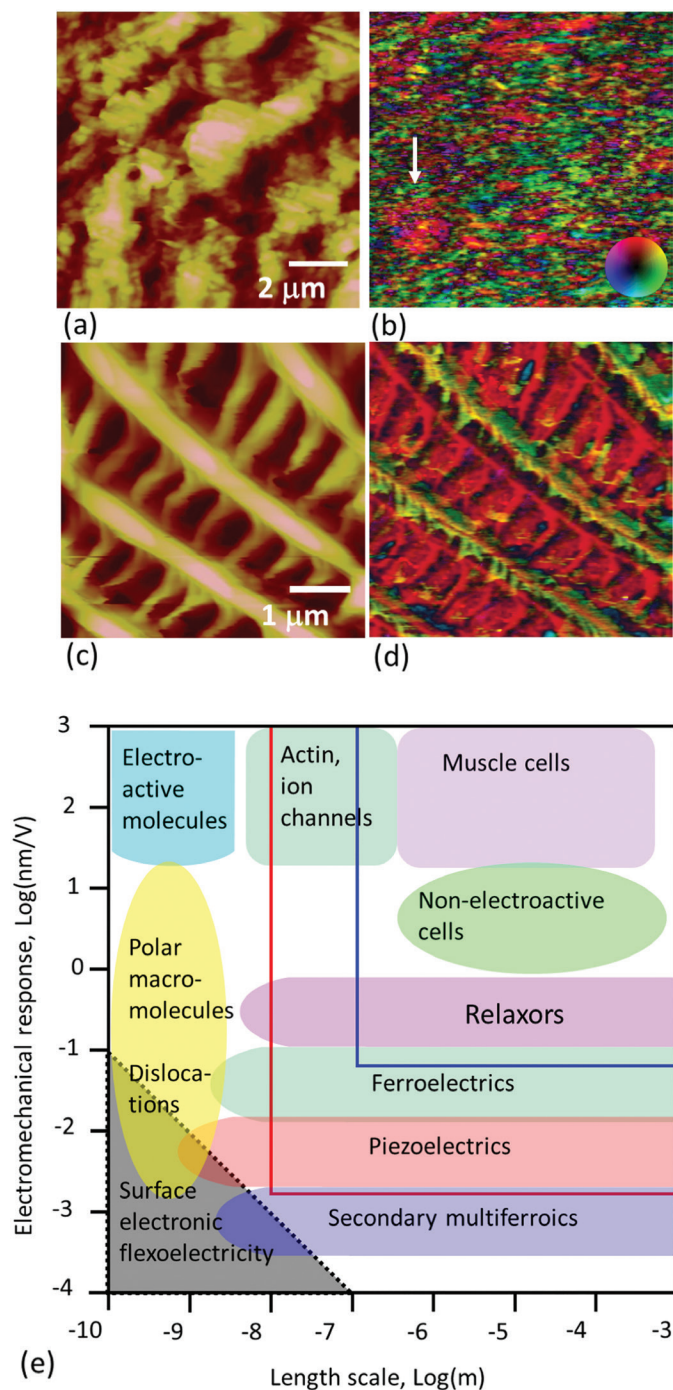 2 μm
(a)
(b)
1 μm
(c)
(d)
Electromechanical response, Log(nm/V)
3
2
1
0
-1
-2
-3
-4
Electro-
active
molecules
Actin,
ion
channels
Muscle cells
Non-electroactive
cells
Polar
macro-
molecules
Relaxors
Disloca-
tions
Ferroelectrics
Piezoelectrics
Surface
electronic
flexoelectricity
Secondary multiferroics
-10
-9
-8
-7
-6
-5
-4
-3
(e)
Length scale, Log(m)